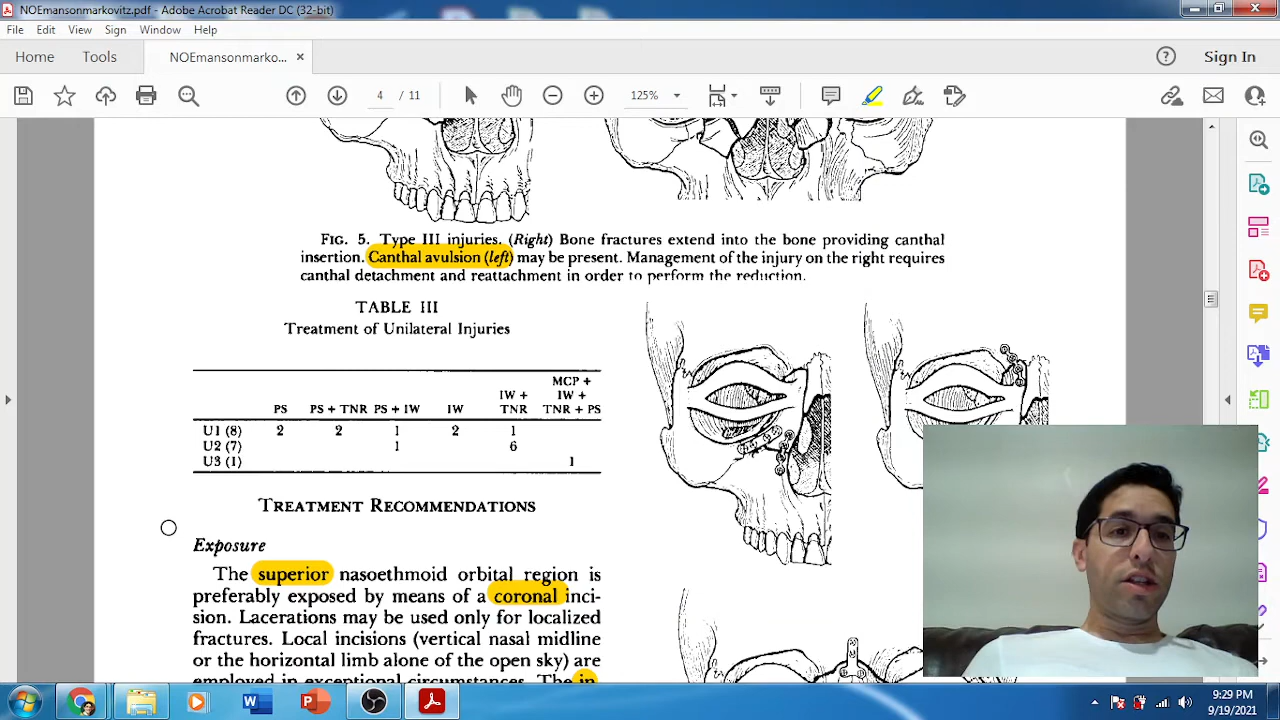 NOEmansonmarkovitz.pdf - Adobe Acrobat Reader DC (32-bit)
File Edit View Sign Window Help
Home Tools NOEmansonmarko... ×
? Sign In
4 / 11 125%
FIG. 5. Type III injuries. (Right) Bone fractures extend into the bone providing canthal
insertion. Canthal avulsion (left) may be present. Management of the injury on the right requires
canthal detachment and reattachment in order to perform the reduction.
TABLE III
Treatment of Unilateral Injuries
MCP +
IW + IW +
PS PS + TNR PS + IW IW TNR TNR + PS
U1 (8) 2 2 1 2 1
U2 (7) 1 6
U3 (1) 1
TREATMENT RECOMMENDATIONS
Exposure
The superior nasoethmoid orbital region is
preferably exposed by means of a coronal inci-
sion. Lacerations may be used only for localized
fractures. Local incisions (vertical nasal midline
or the horizontal limb alone of the open sky) are
employed in exceptional circumstances. The in-
9:29 PM
9/19/2021